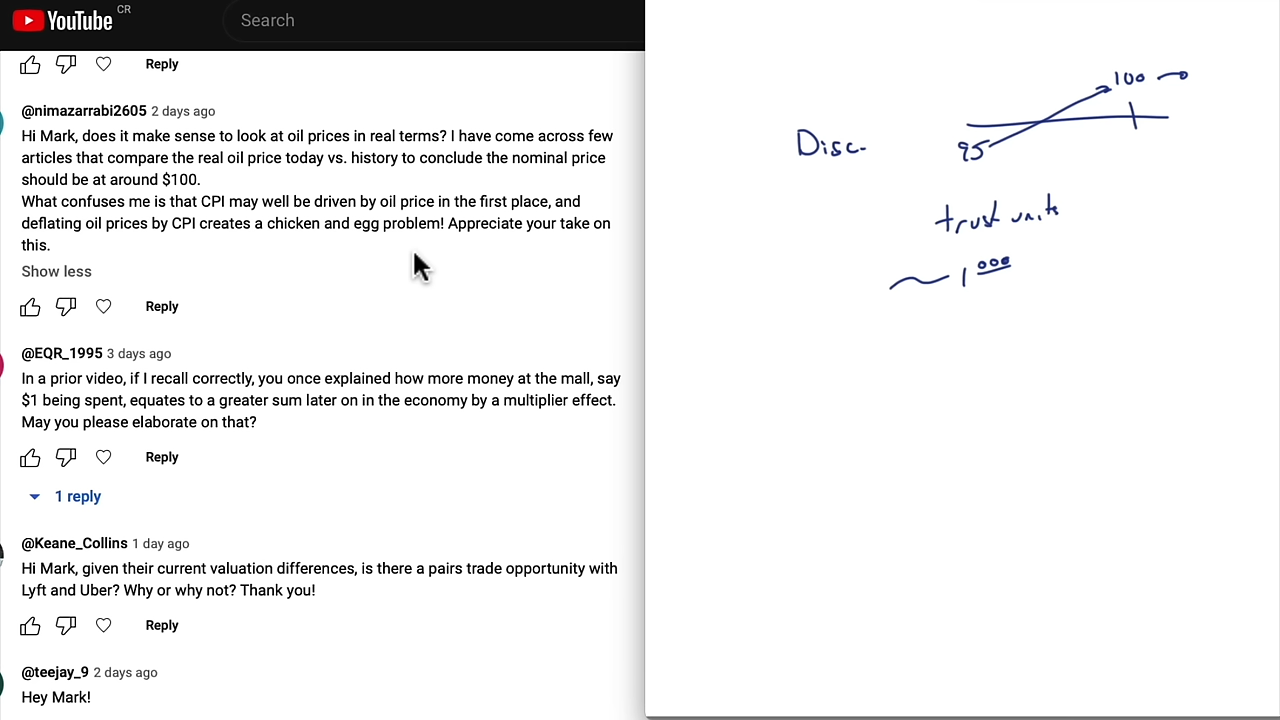 YouTube CR
Search
Reply
@nimazarrabi2605 2 days ago
Hi Mark, does it make sense to look at oil prices in real terms? I have come across few
articles that compare the real oil price today vs. history to conclude the nominal price
should be at around $100.
What confuses me is that CPI may well be driven by oil price in the first place, and
deflating oil prices by CPI creates a chicken and egg problem! Appreciate your take on
this.
Show less
Reply
@EQR_1995 3 days ago
In a prior video, if I recall correctly, you once explained how more money at the mall, say
$1 being spent, equates to a greater sum later on in the economy by a multiplier effect.
May you please elaborate on that?
Reply
1 reply
@Keane_Collins 1 day ago
Hi Mark, given their current valuation differences, is there a pairs trade opportunity with
Lyft and Uber? Why or why not? Thank you!
Reply
@teejay_9 2 days ago
Hey Mark!
100
Disc.
95
trust units
1000